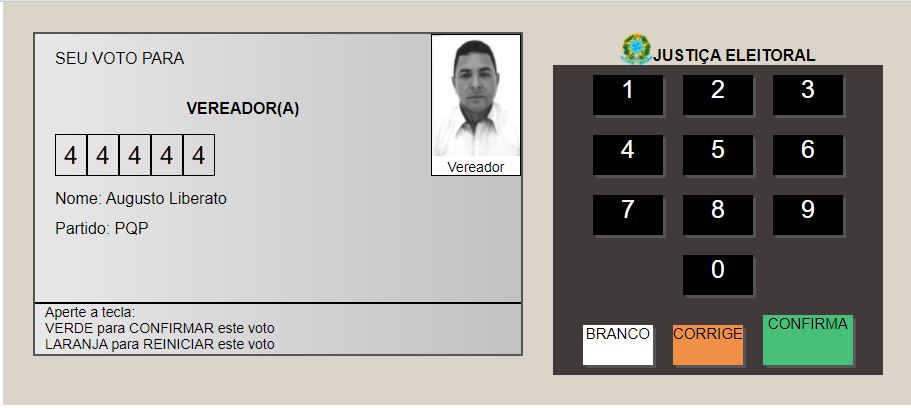 SEU VOTO PARA
VEREADOR(A)
4 4 4 4 4
Nome: Augusto Liberato
Partido: PQP
Vereador
Aperte a tecla:
VERDE para CONFIRMAR este voto
LARANJA para REINICIAR este voto
JUSTIÇA ELEITORAL
1 2 3
4 5 6
7 8 9
0
BRANCO CORRIGE CONFIRMA